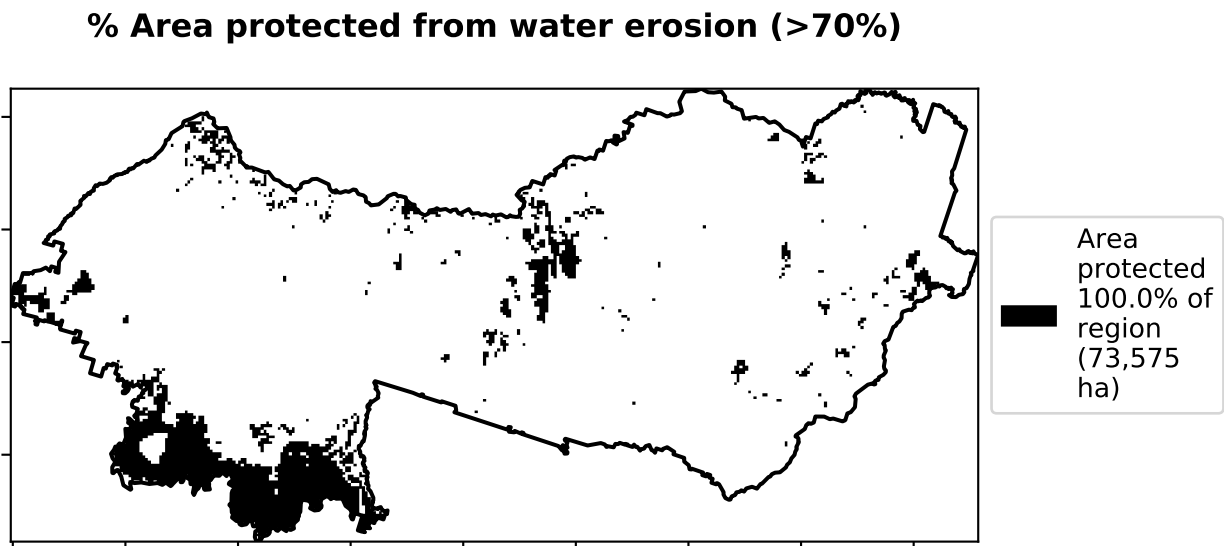 % Area protected from water erosion (>70%)
Area
protected
100.0% of
region
(73,575
ha)